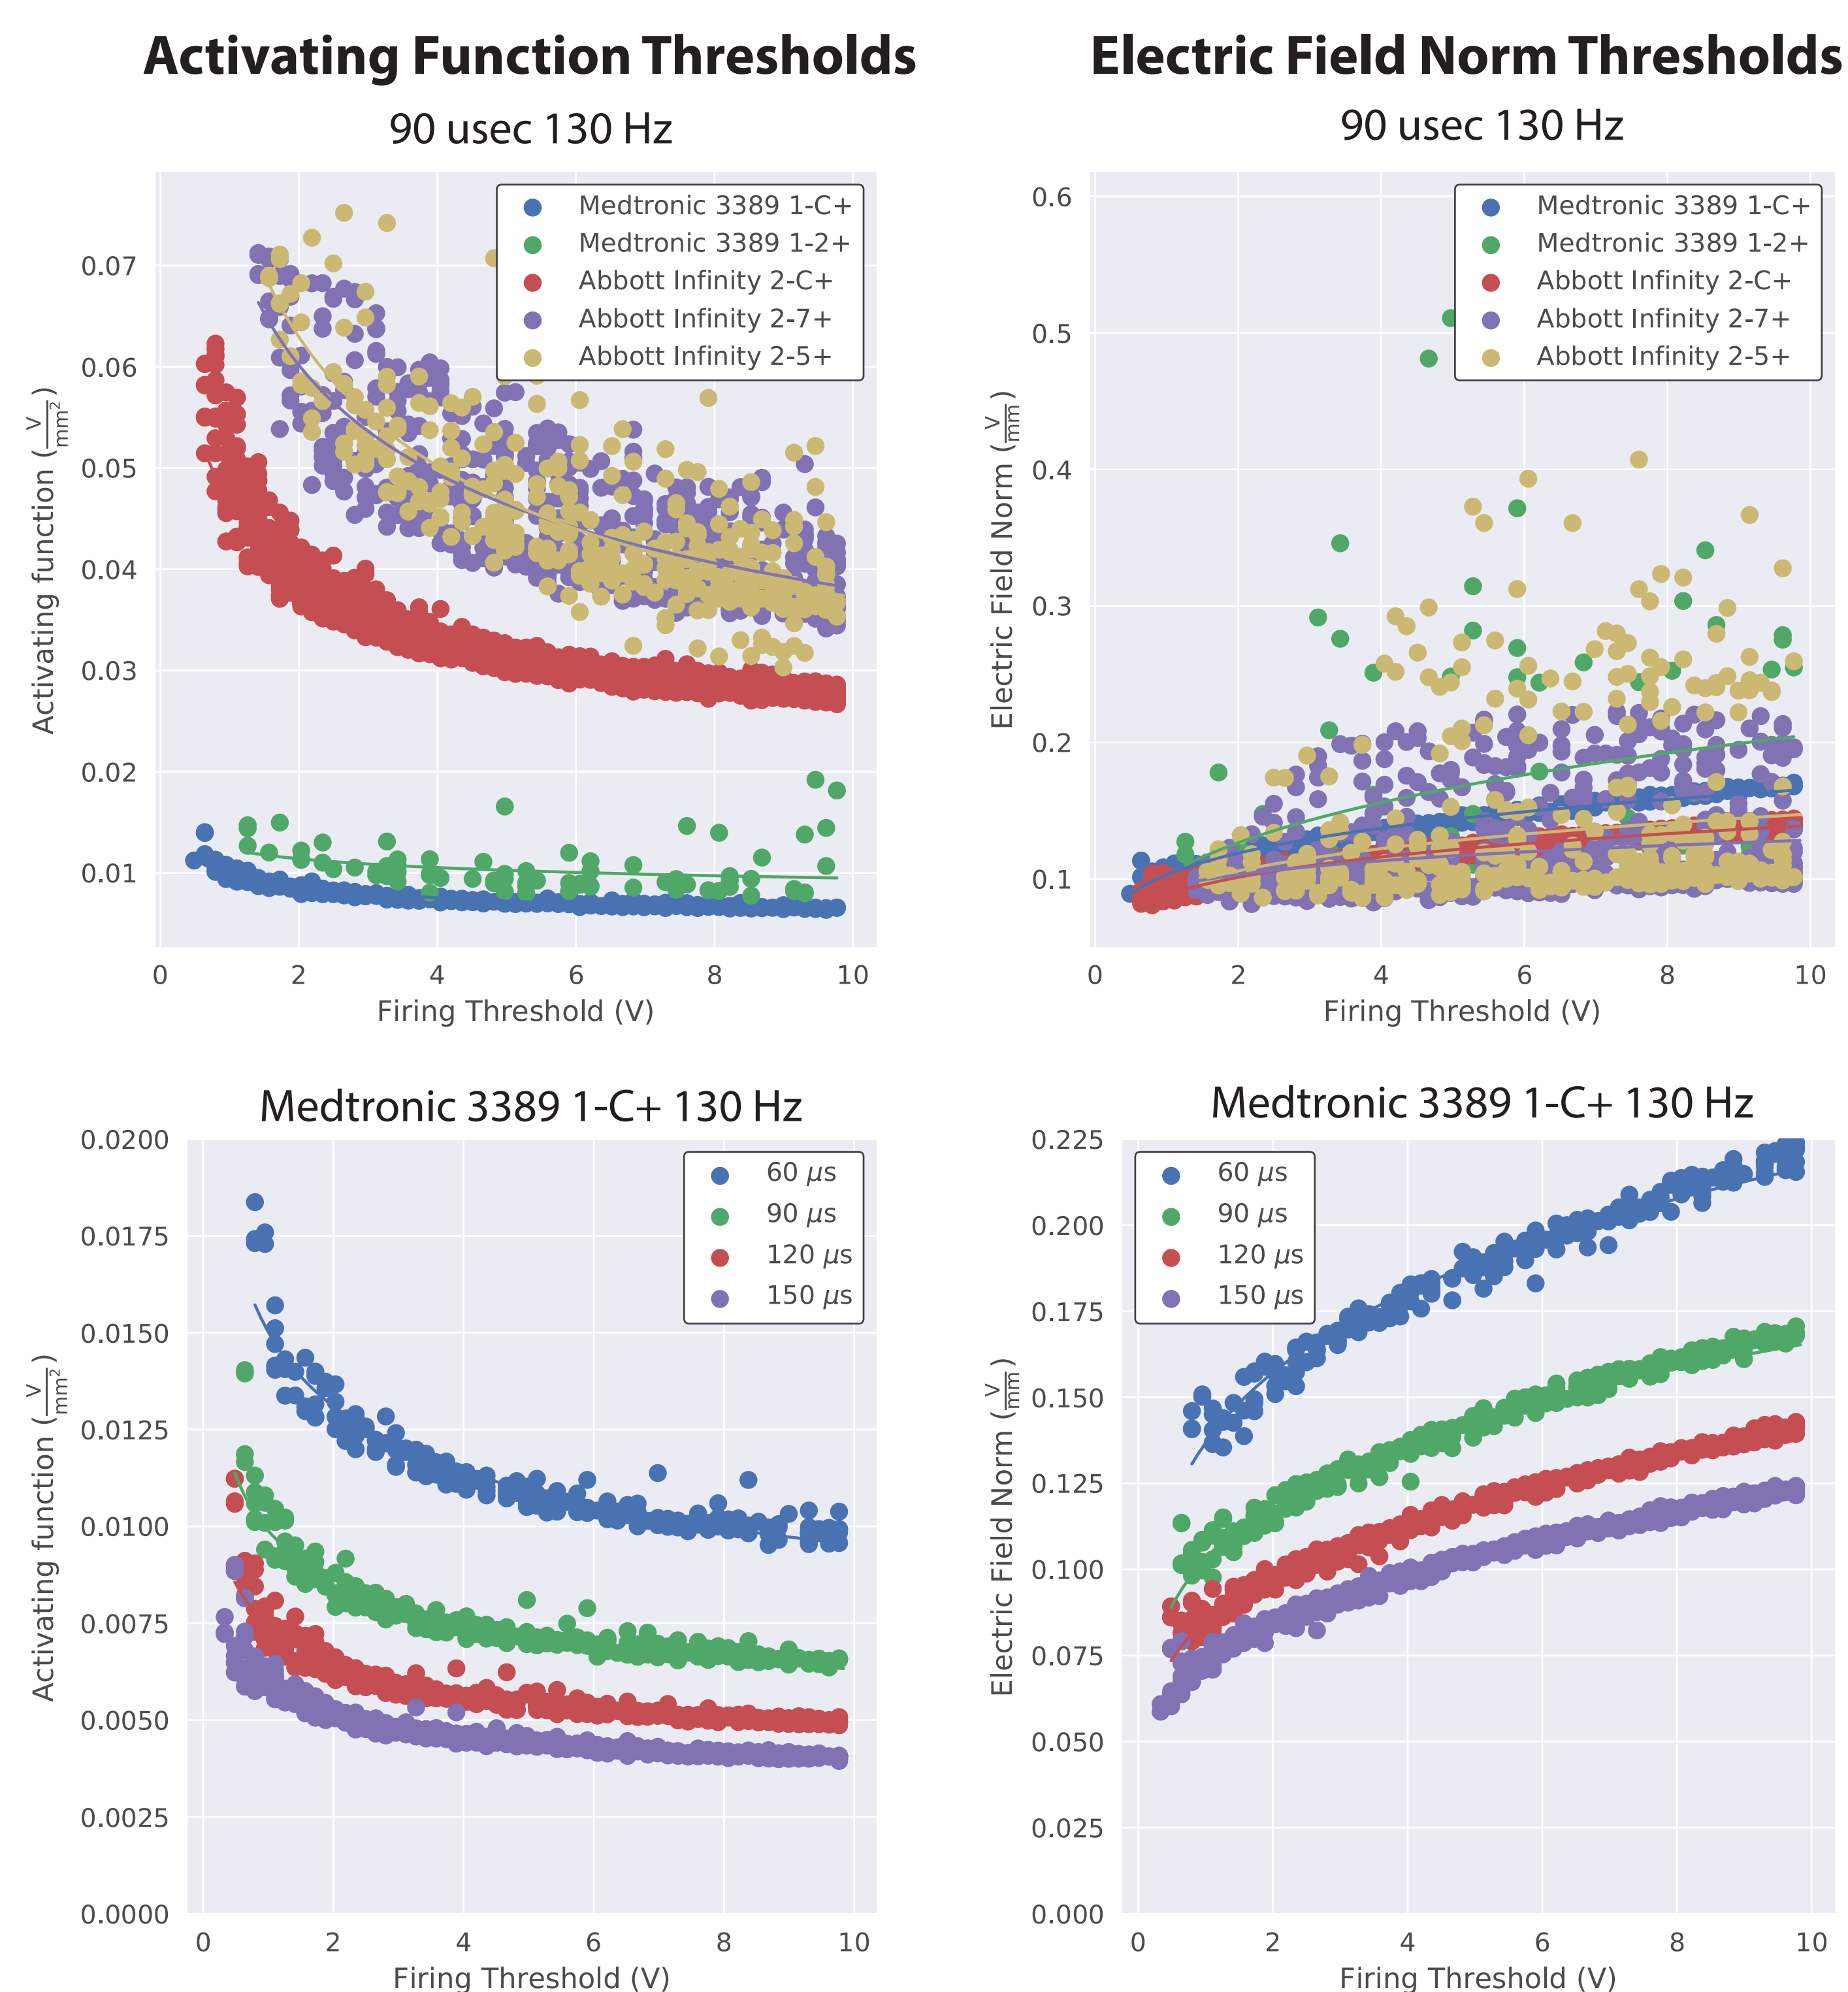 Activating Function Thresholds
90 usec 130 Hz
Medtronic 3389 1-C+
Medtronic 3389 1-2+
Abbott Infinity 2-C+
Abbott Infinity 2-7+
Abbott Infinity 2-5+
0.07
0.06
0.05
0.04
0.03
0.02
0.01
Activating function (V/mm²)
0 2 4 6 8 10
Firing Threshold (V)
Electric Field Norm Thresholds
90 usec 130 Hz
Medtronic 3389 1-C+
Medtronic 3389 1-2+
Abbott Infinity 2-C+
Abbott Infinity 2-7+
Abbott Infinity 2-5+
0.6
0.5
0.4
0.3
0.2
0.1
Electric Field Norm (V/mm)
0 2 4 6 8 10
Firing Threshold (V)
Medtronic 3389 1-C+ 130 Hz
60 μs
90 μs
120 μs
150 μs
0.0200
0.0175
0.0150
0.0125
0.0100
0.0075
0.0050
0.0025
0.0000
Activating function (V/mm²)
0 2 4 6 8 10
Firing Threshold (V)
Medtronic 3389 1-C+ 130 Hz
60 μs
90 μs
120 μs
150 μs
0.225
0.200
0.175
0.150
0.125
0.100
0.075
0.050
0.025
0.000
Electric Field Norm (V/mm)
0 2 4 6 8 10
Firing Threshold (V)